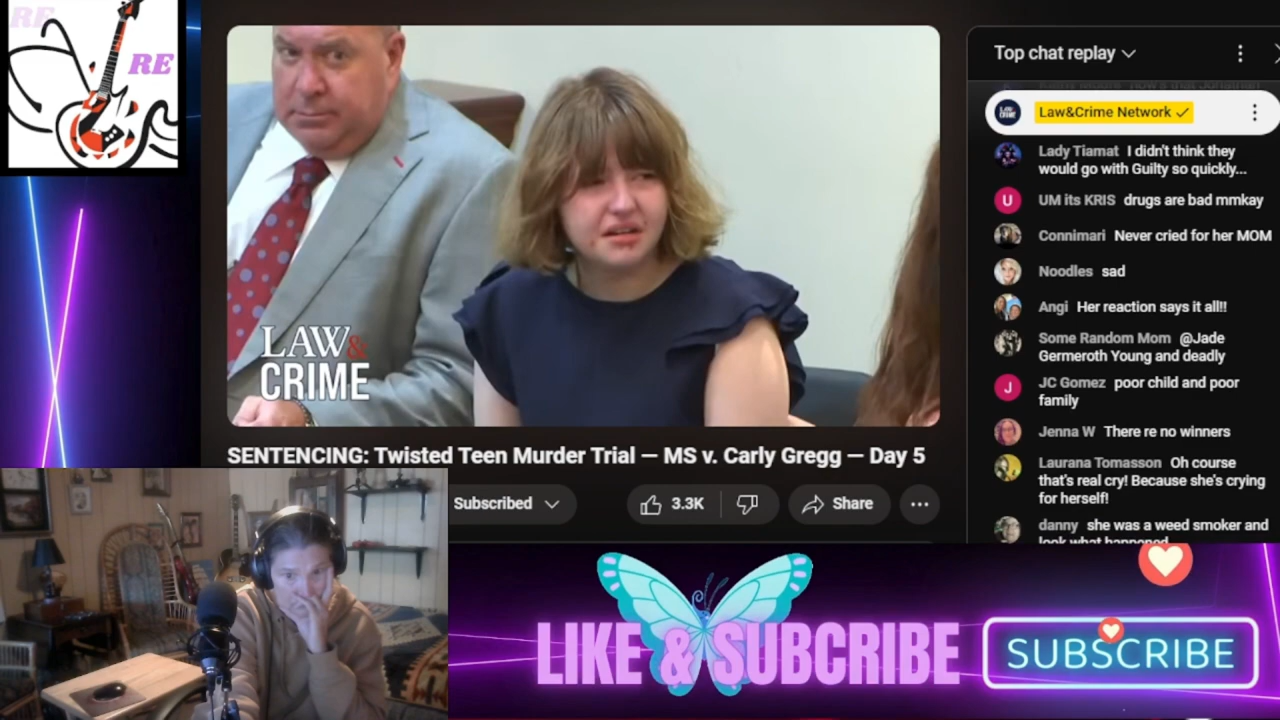 RE
RE
Top chat replay
Law&Crime Network
Lady Tiamat I didn't think they
would go with Guilty so quickly...
UM its KRIS drugs are bad mmkay
Connimari Never cried for her MOM
Noodles sad
Angi Her reaction says it all!!
Some Random Mom @Jade
Germeroth Young and deadly
JC Gomez poor child and poor
family
Jenna W There re no winners
Laurana Tomasson Oh course
that's real cry! Because she's crying
for herself!
danny she was a weed smoker and
look what happened
LAW&
CRIME
SENTENCING: Twisted Teen Murder Trial — MS v. Carly Gregg — Day 5
Subscribed
3.3K
Share
LIKE & SUBCRIBE
SUBSCRIBE